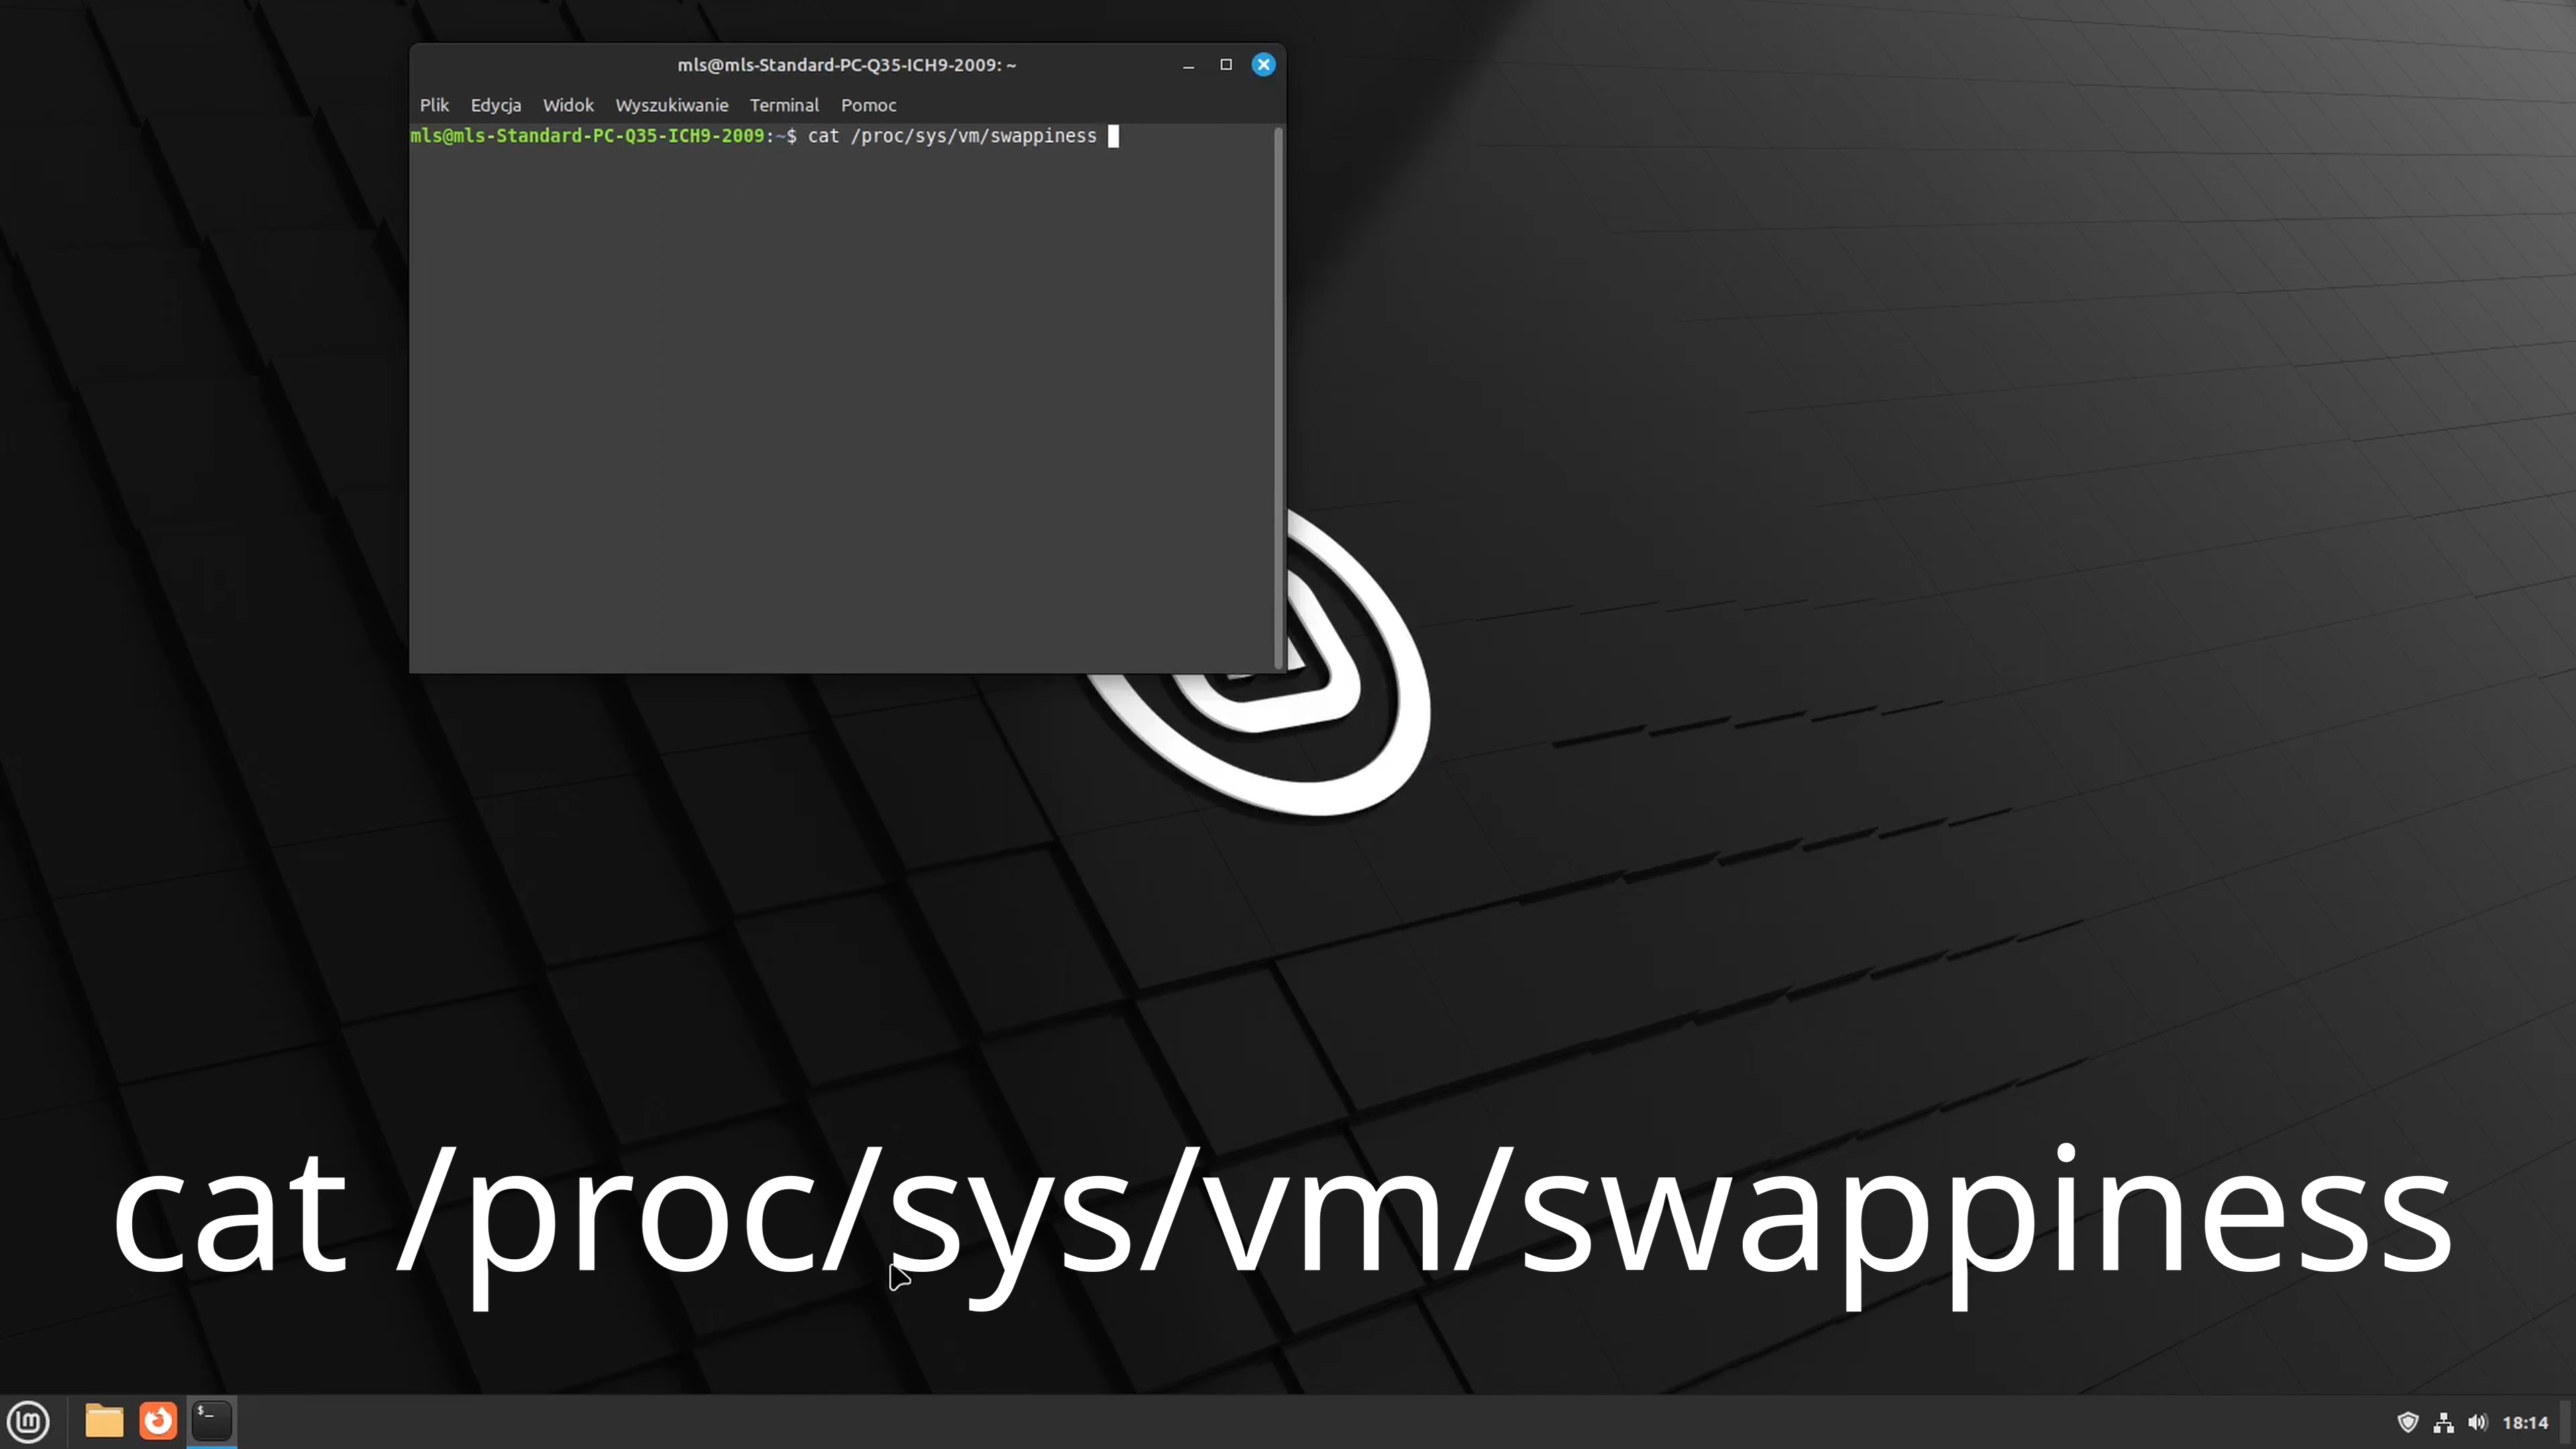 mls@mls-Standard-PC-Q35-ICH9-2009: ~
Plik Edycja Widok Wyszukiwanie Terminal Pomoc
mls@mls-Standard-PC-Q35-ICH9-2009:~$ cat /proc/sys/vm/swappiness
cat /proc/sys/vm/swappiness
$_
18:14